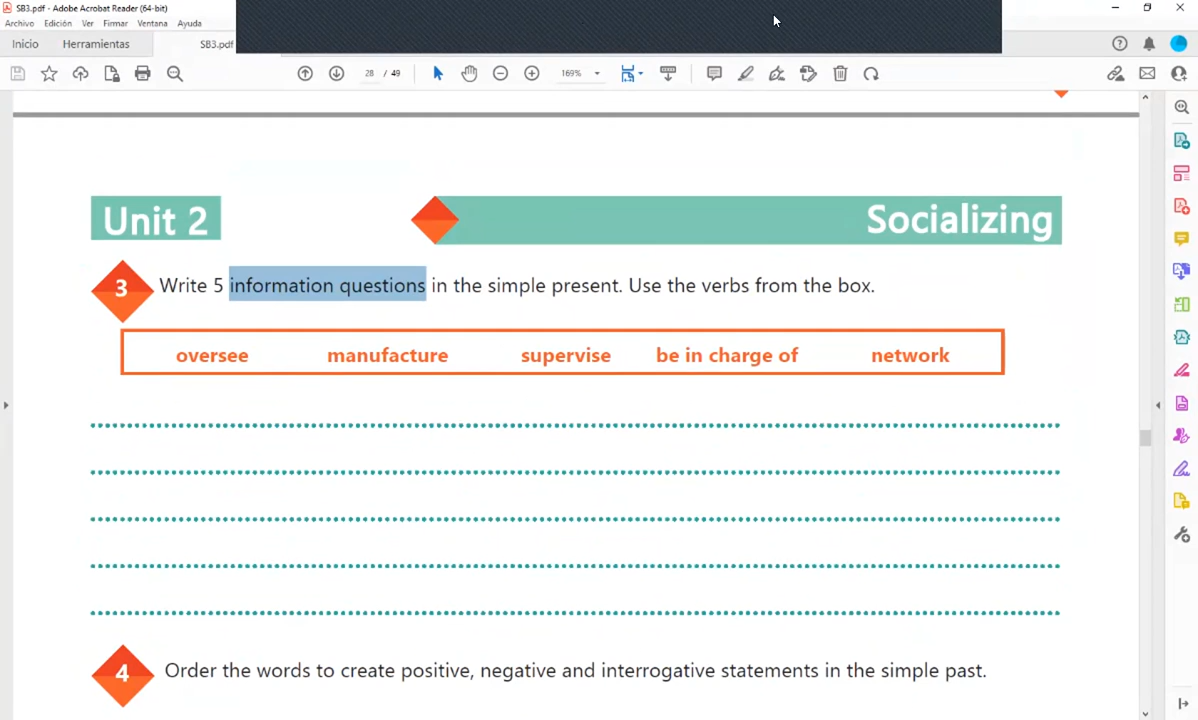 SB3.pdf - Adobe Acrobat Reader (64-bit)
Archivo Edición Ver Firmar Ventana Ayuda
Inicio Herramientas SB3.pdf
28 / 49 169%
Unit 2 Socializing
3 Write 5 information questions in the simple present. Use the verbs from the box.
oversee manufacture supervise be in charge of network
4 Order the words to create positive, negative and interrogative statements in the simple past.